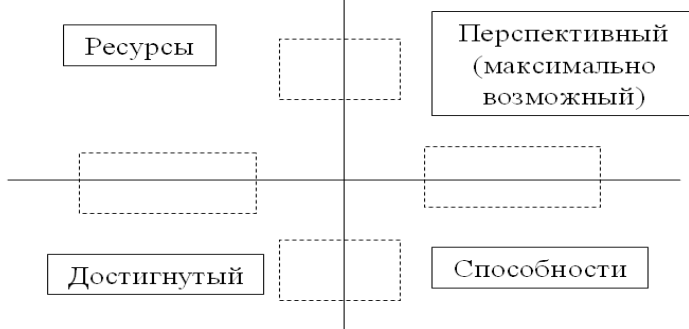 Ресурсы
Перспективный
(максимально
возможный)
Достигнутый
Способности